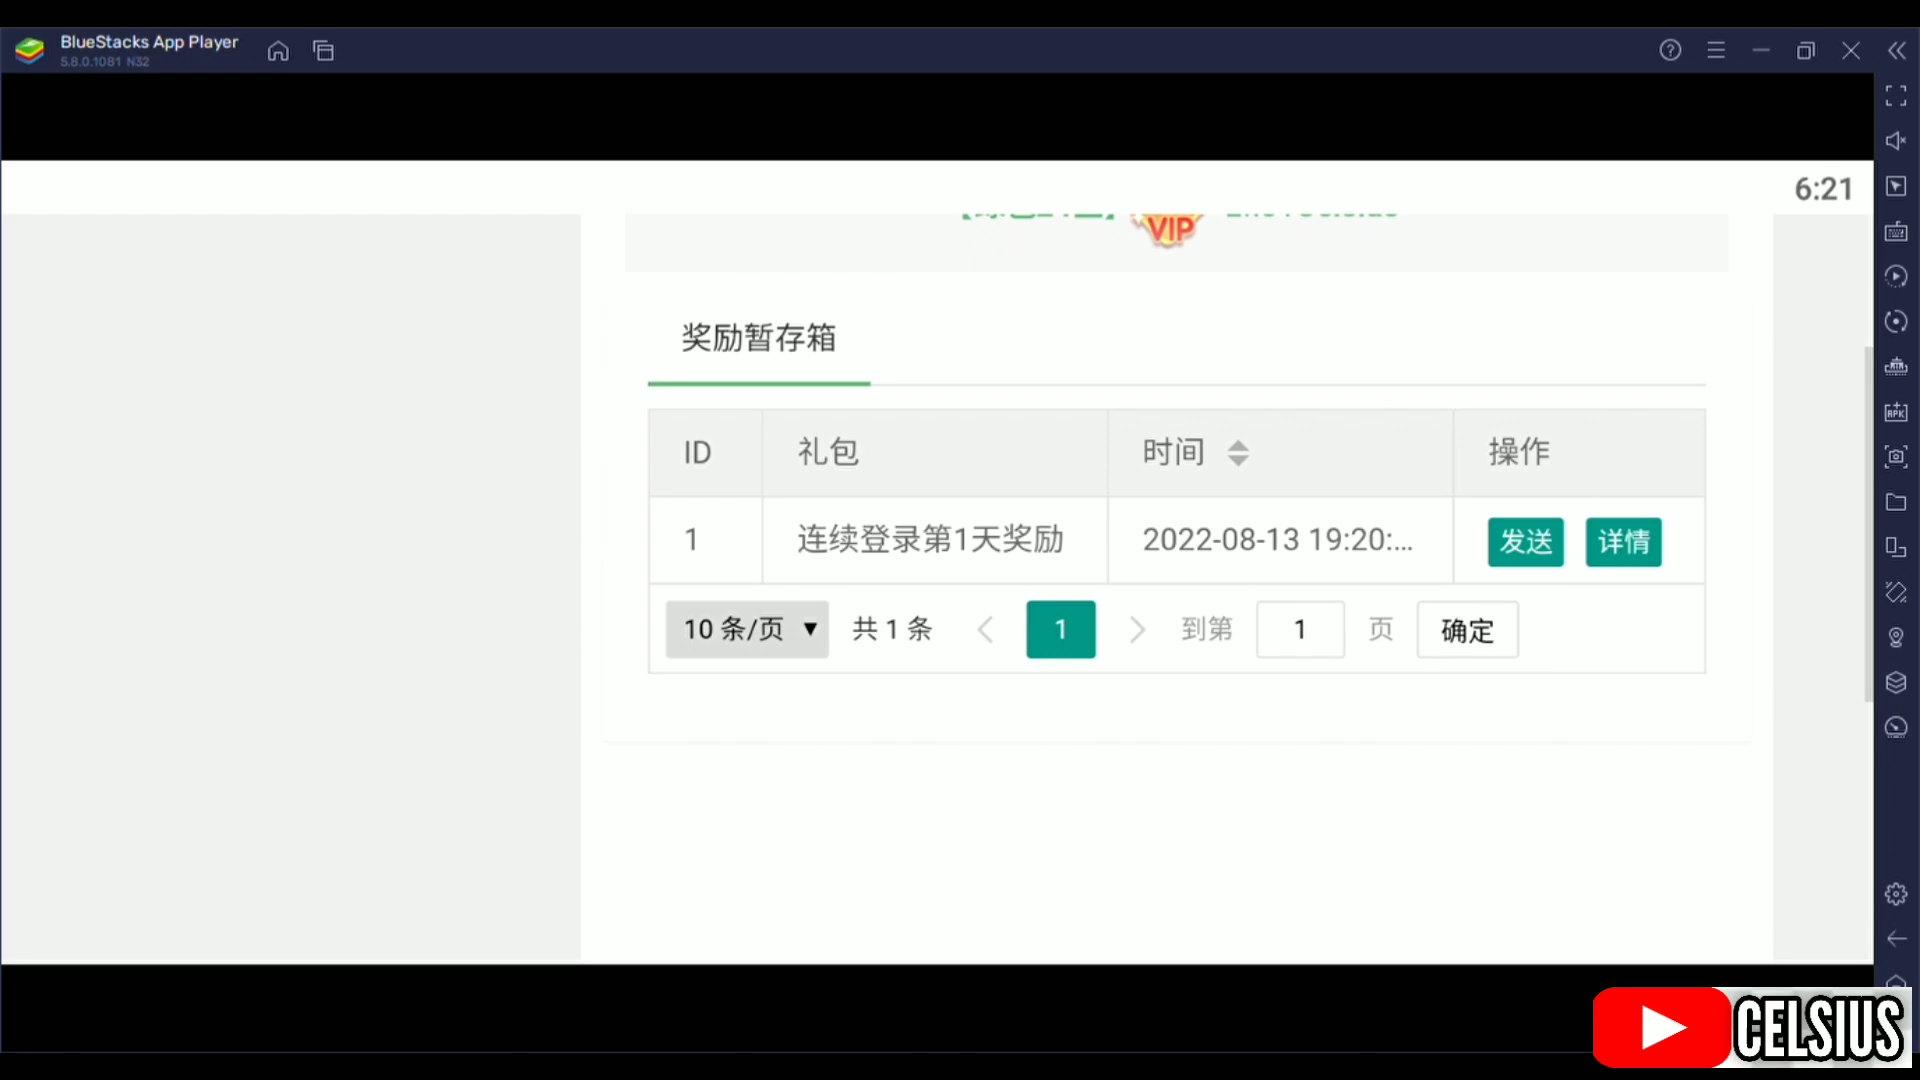 BlueStacks App Player
5.8.0.1081 N32
6:21
VIP
奖励暂存箱
ID 礼包 时间 操作
1 连续登录第1天奖励 2022-08-13 19:20:... 发送 详情
10 条/页 共 1 条 1 到第 1 页 确定
CELSIUS